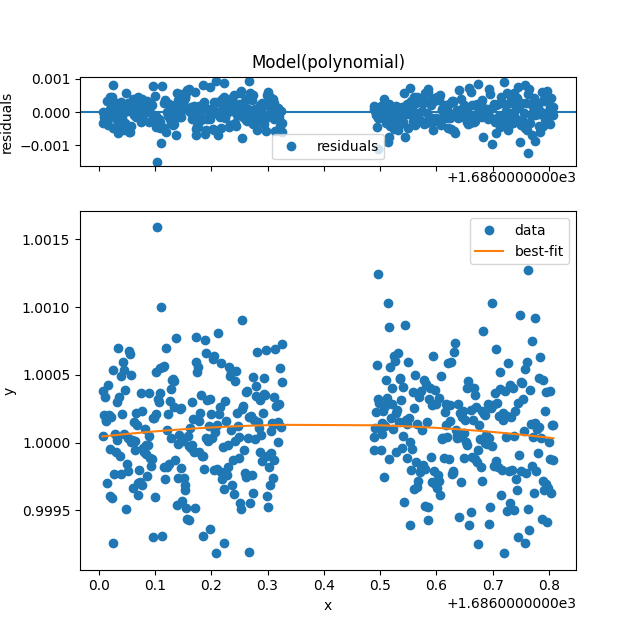 Model(polynomial)
0.001
0.000
−0.001
residuals
residuals
+1.6860000000e3
1.0015
1.0010
1.0005
1.0000
0.9995
y
data
best-fit
0.0 0.1 0.2 0.3 0.4 0.5 0.6 0.7 0.8
x
+1.6860000000e3